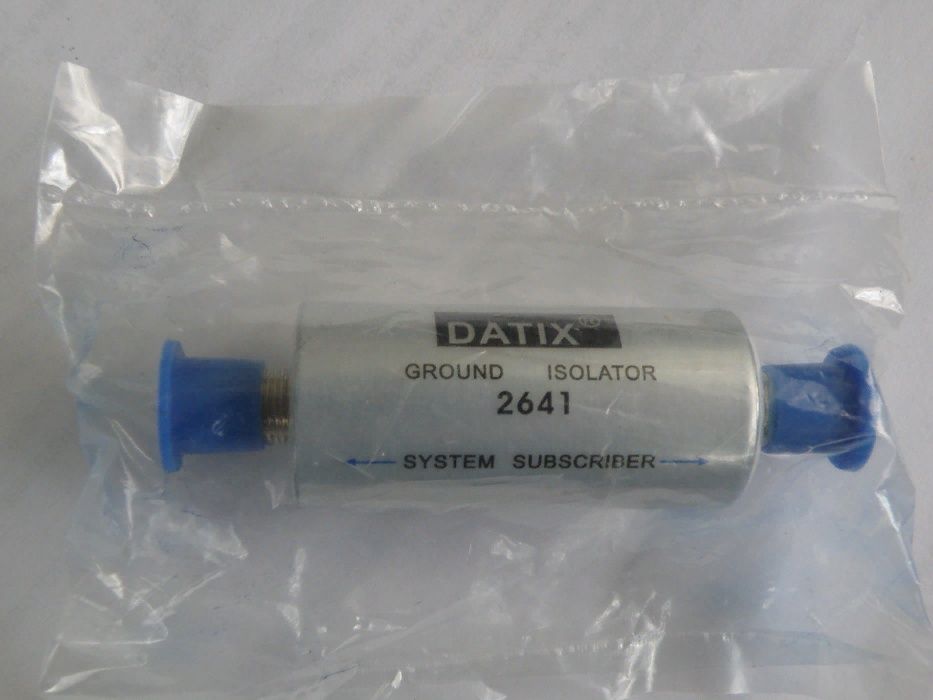 DATIX®
GROUND ISOLATOR
2641
← SYSTEM SUBSCRIBER →